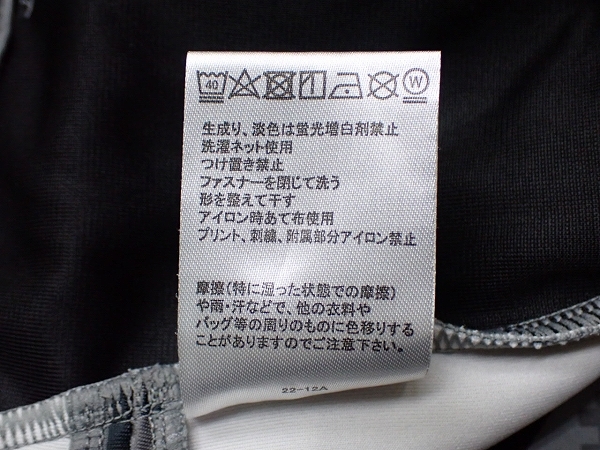 40 W
生成り、淡色は蛍光増白剤禁止
洗濯ネット使用
つけ置き禁止
ファスナーを閉じて洗う
形を整えて干す
アイロン時あて布使用
プリント、刺繍、附属部分アイロン禁止
摩擦(特に湿った状態での摩擦)
や雨・汗などで、他の衣料や
バッグ等の周りのものに色移りする
ことがありますのでご注意下さい。
22-12A